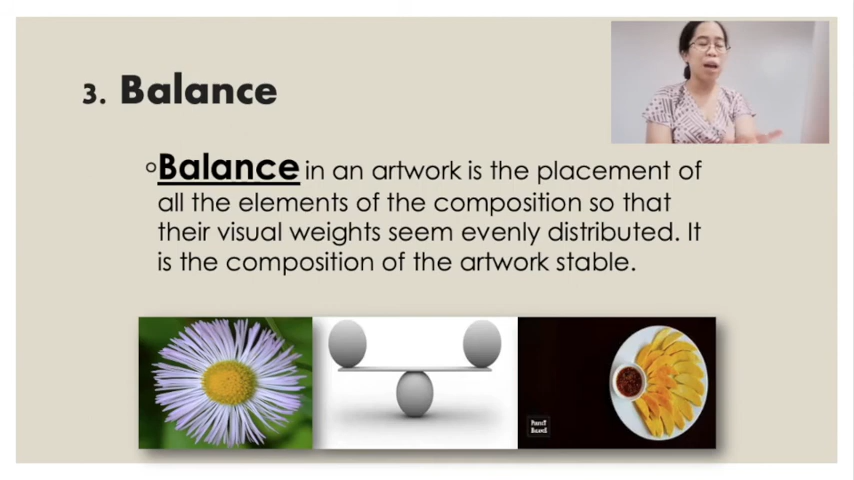 3. Balance
Balance in an artwork is the placement of
all the elements of the composition so that
their visual weights seem evenly distributed. It
is the composition of the artwork stable.